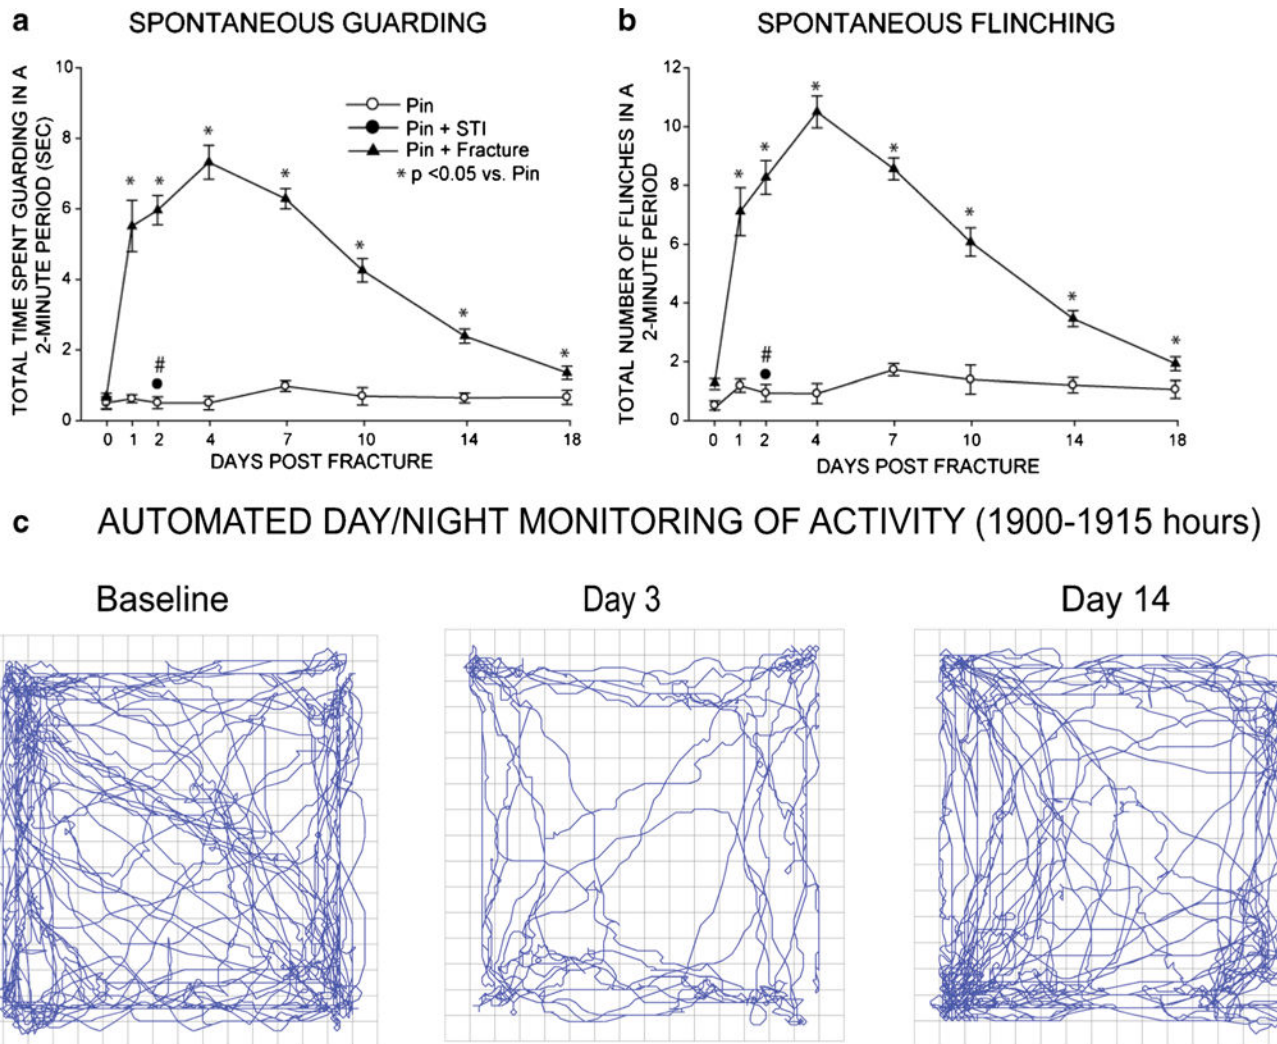 a SPONTANEOUS GUARDING
TOTAL TIME SPENT GUARDING IN A
2-MINUTE PERIOD (SEC)
10
8
6
4
2
0
Pin
Pin + STI
Pin + Fracture
* p <0.05 vs. Pin
* * * * * * *
#
0 1 2 4 7 10 14 18
DAYS POST FRACTURE
b SPONTANEOUS FLINCHING
TOTAL NUMBER OF FLINCHES IN A
2-MINUTE PERIOD
12
10
8
6
4
2
0
* * * * * * *
#
0 1 2 4 7 10 14 18
DAYS POST FRACTURE
c AUTOMATED DAY/NIGHT MONITORING OF ACTIVITY (1900-1915 hours)
Baseline Day 3 Day 14